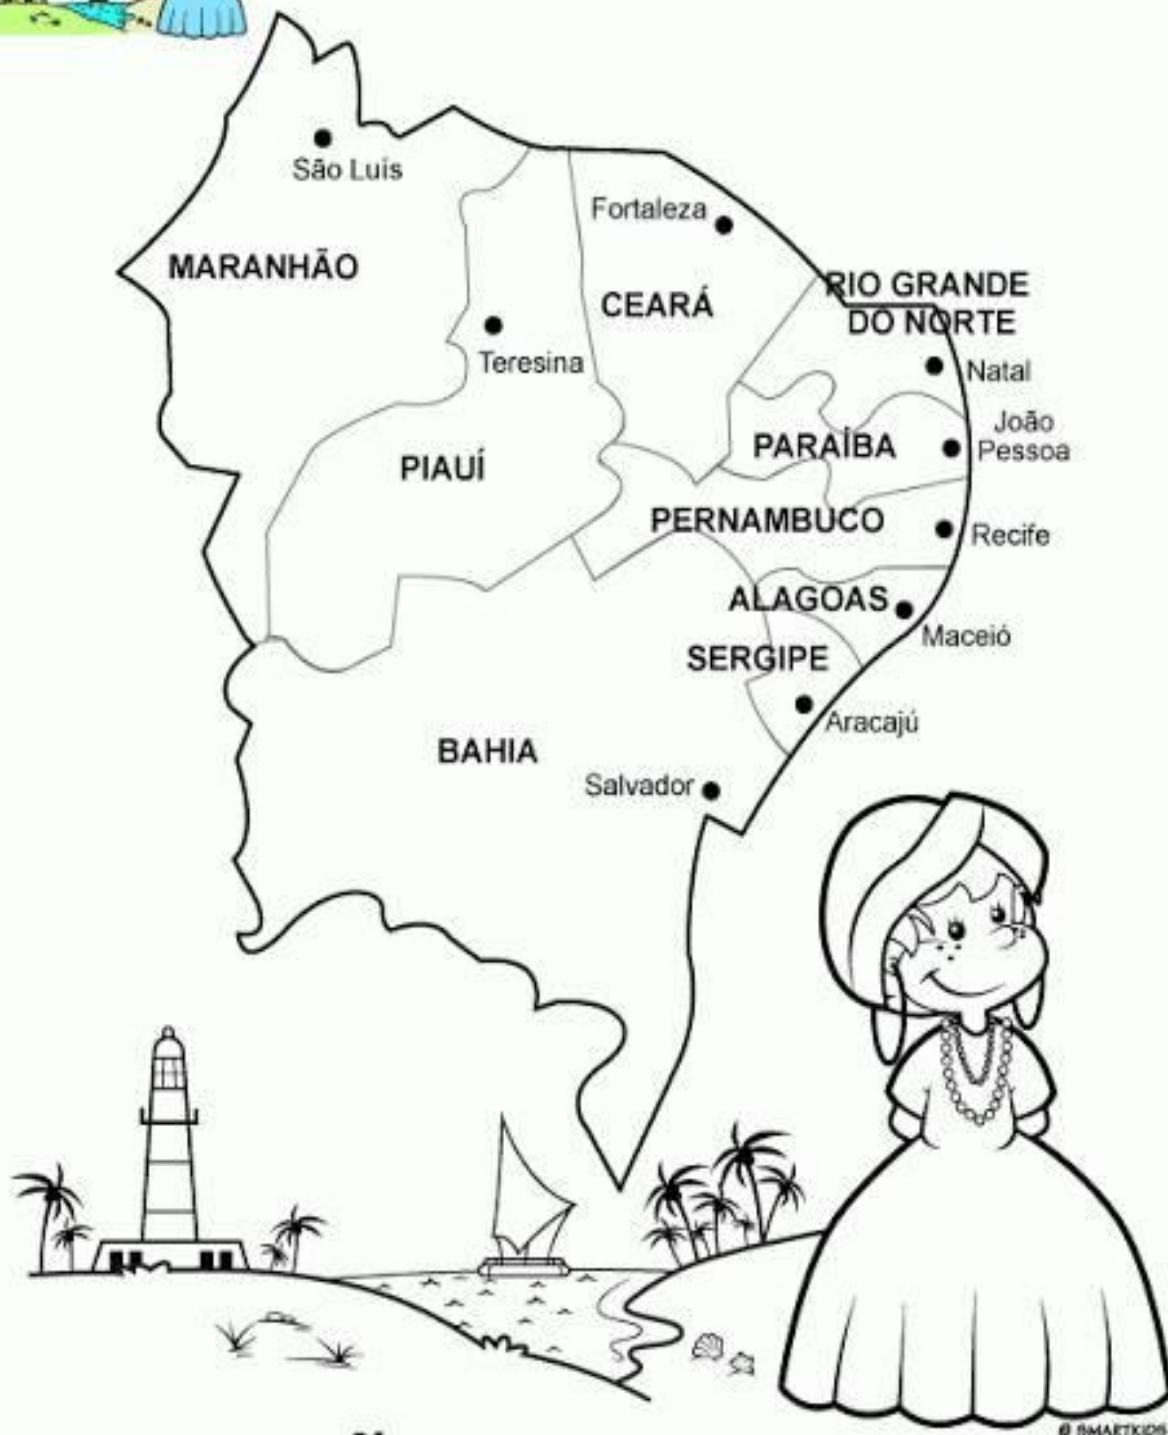 São Luís
MARANHÃO
Fortaleza
CEARÁ
RIO GRANDE
DO NORTE
Teresina
Natal
João
Pessoa
PARAÍBA
PIAUÍ
PERNAMBUCO
Recife
ALAGOAS
Maceió
SERGIPE
Aracajú
BAHIA
Salvador
© SMARTKIDS